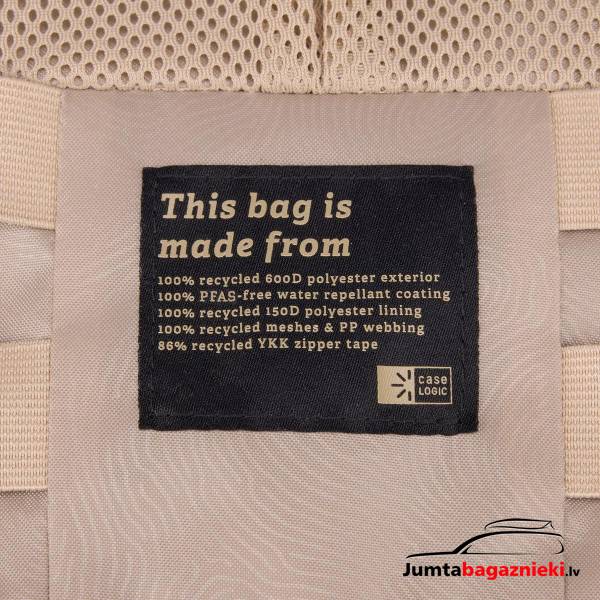 This bag is
made from
100% recycled 600D polyester exterior
100% PFAS-free water repellant coating
100% recycled 150D polyester lining
100% recycled meshes & PP webbing
86% recycled YKK zipper tape
case
LOGIC
Jumtabagaznieki.lv